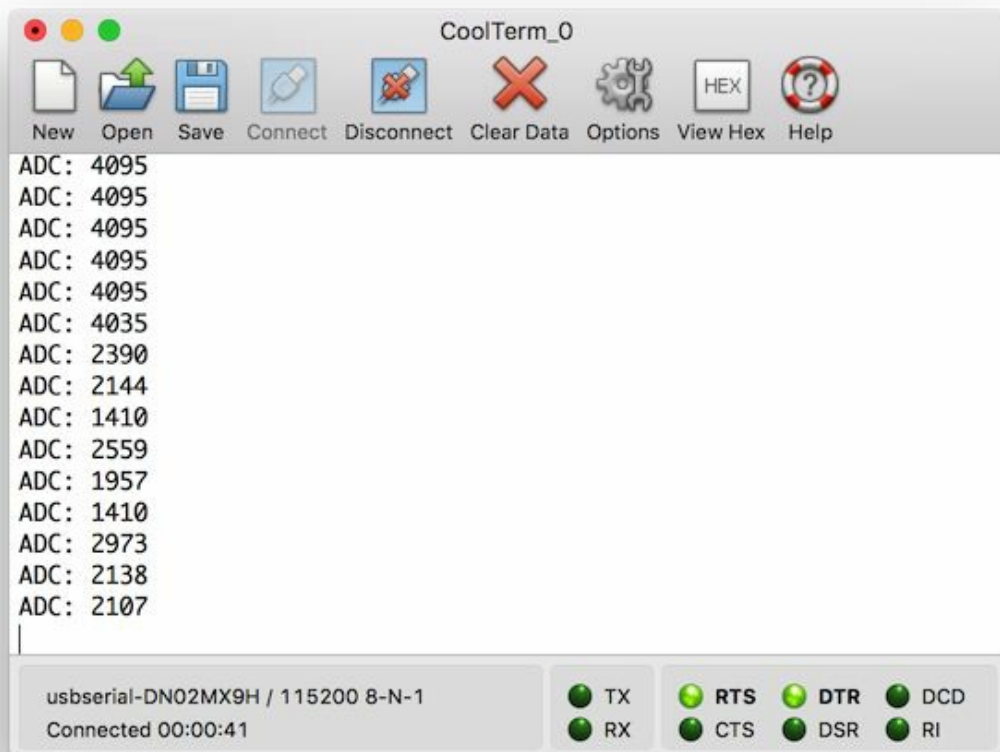 CoolTerm_0
HEX
New Open Save Connect Disconnect Clear Data Options View Hex Help
ADC: 4095
ADC: 4095
ADC: 4095
ADC: 4095
ADC: 4095
ADC: 4035
ADC: 2390
ADC: 2144
ADC: 1410
ADC: 2559
ADC: 1957
ADC: 1410
ADC: 2973
ADC: 2138
ADC: 2107
usbserial-DN02MX9H / 115200 8-N-1 TX RTS DTR DCD
Connected 00:00:41 RX CTS DSR RI